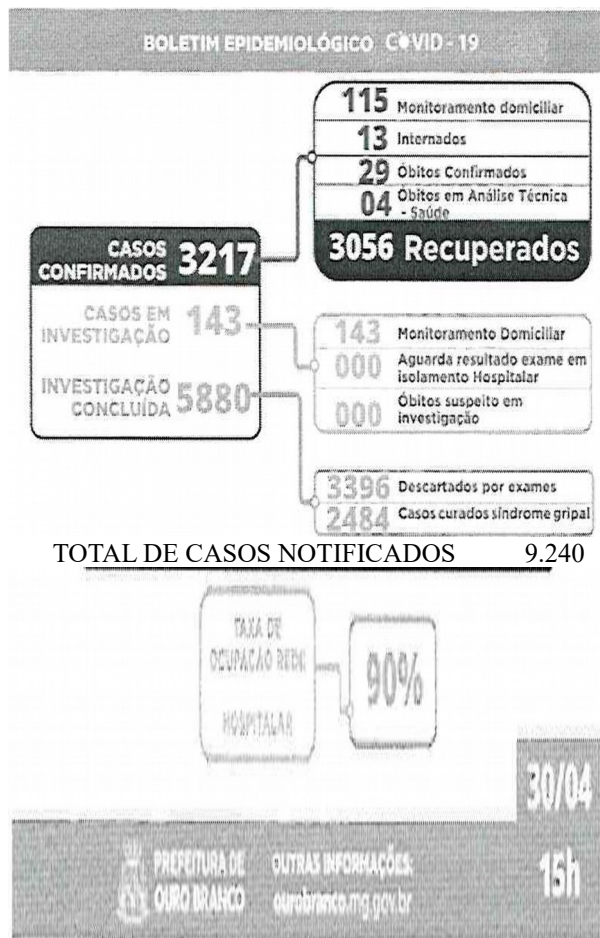 BOLETIM EPIDEMIOLÓGICO COVID - 19
115 Monitoramento domiciliar
13 Internados
29 Óbitos Confirmados
04 Óbitos em Análise Técnica
- Saúde
3056 Recuperados
CASOS
CONFIRMADOS 3217
CASOS EM
INVESTIGAÇÃO 143
INVESTIGAÇÃO
CONCLUÍDA 5880
143 Monitoramento Domiciliar
000 Aguarda resultado exame em
isolamento Hospitalar
000 Óbitos suspeito em
investigação
3396 Descartados por exames
2484 Casos curados síndrome gripal
TOTAL DE CASOS NOTIFICADOS 9.240
TAXA DE
OCUPAÇÃO REDE
HOSPITALAR
90%
30/04
15h
PREFEITURA DE
OURO BRANCO
OUTRAS INFORMAÇÕES:
ourobranco.mg.gov.br